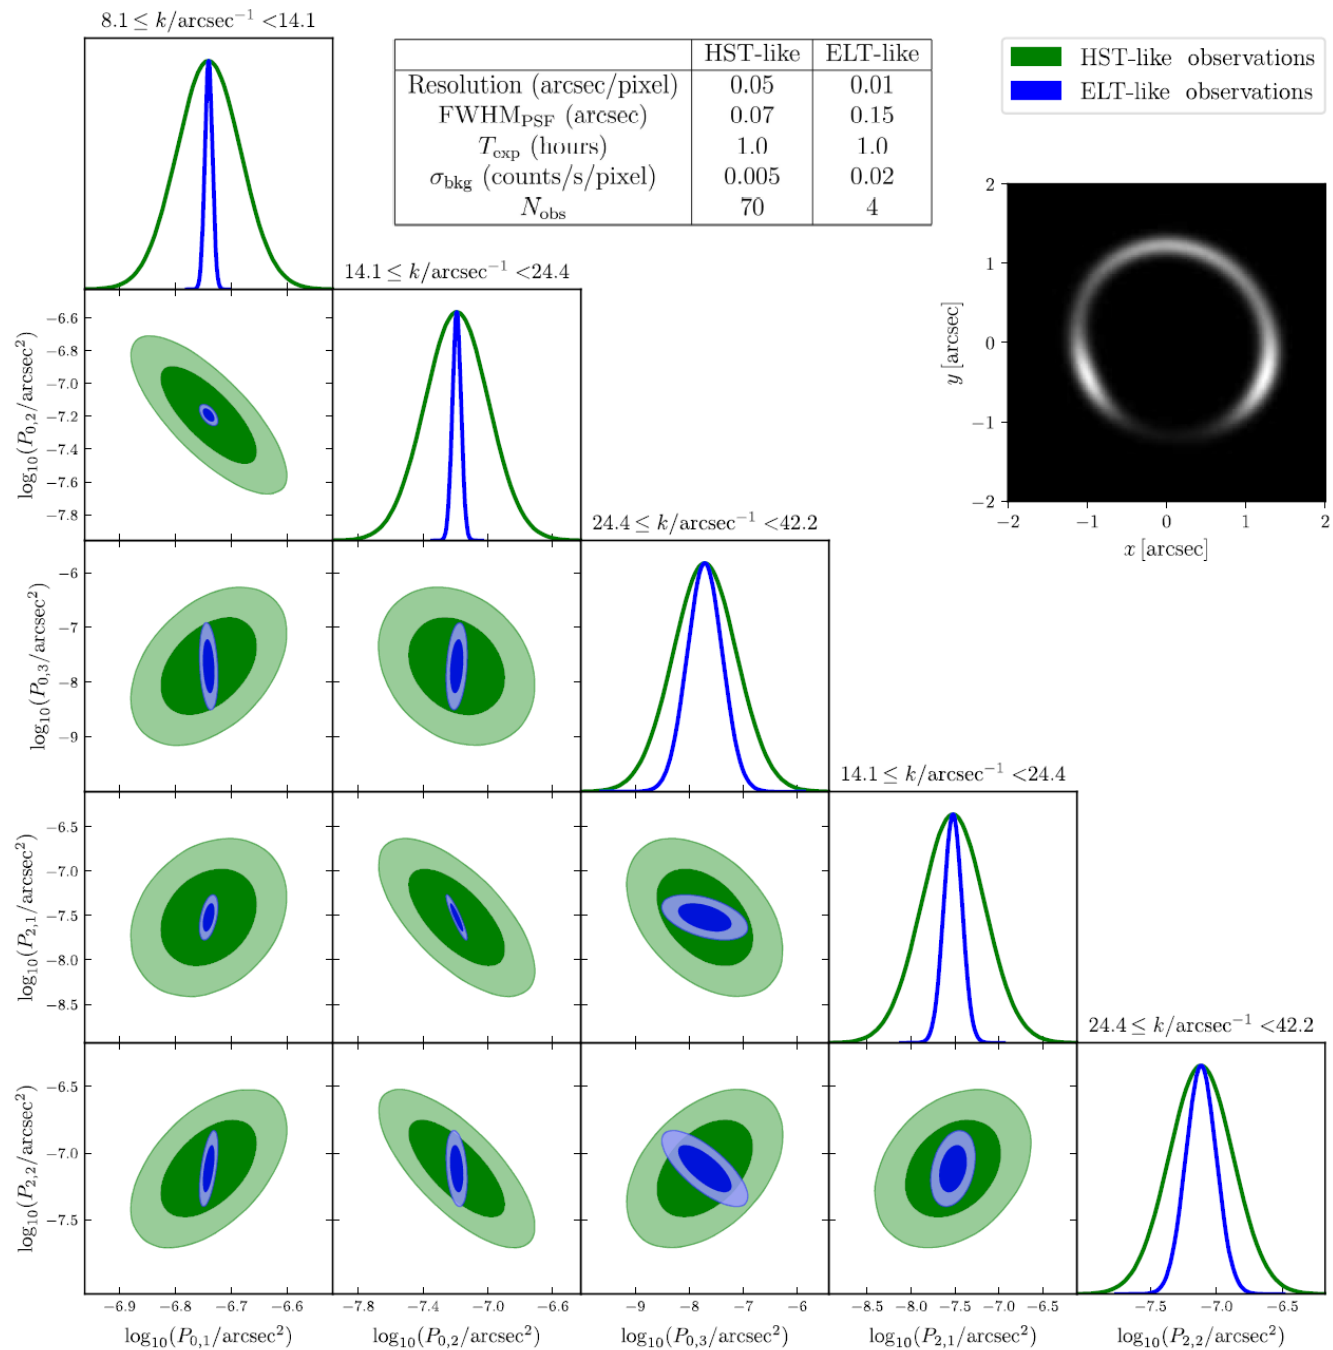 8.1 ≤ k/arcsec⁻¹ <14.1
HST-like ELT-like
Resolution (arcsec/pixel) 0.05 0.01
FWHM_PSF (arcsec) 0.07 0.15
T_exp (hours) 1.0 1.0
σ_bkg (counts/s/pixel) 0.005 0.02
N_obs 70 4
HST-like observations
ELT-like observations
2
1
0
−1
−2
y [arcsec]
−2 −1 0 1 2
x [arcsec]
14.1 ≤ k/arcsec⁻¹ <24.4
log₁₀(P₀,₂/arcsec²)
−6.6
−6.8
−7.0
−7.2
−7.4
−7.6
−7.8
24.4 ≤ k/arcsec⁻¹ <42.2
log₁₀(P₀,₃/arcsec²)
−6
−7
−8
−9
14.1 ≤ k/arcsec⁻¹ <24.4
log₁₀(P₂,₁/arcsec²)
−6.5
−7.0
−7.5
−8.0
−8.5
24.4 ≤ k/arcsec⁻¹ <42.2
log₁₀(P₂,₂/arcsec²)
−6.5
−7.0
−7.5
−6.9 −6.8 −6.7 −6.6 −7.8 −7.4 −7.0 −6.6 −9 −8 −7 −6 −8.5 −8.0 −7.5 −7.0 −6.5 −7.5 −7.0 −6.5
log₁₀(P₀,₁/arcsec²) log₁₀(P₀,₂/arcsec²) log₁₀(P₀,₃/arcsec²) log₁₀(P₂,₁/arcsec²) log₁₀(P₂,₂/arcsec²)